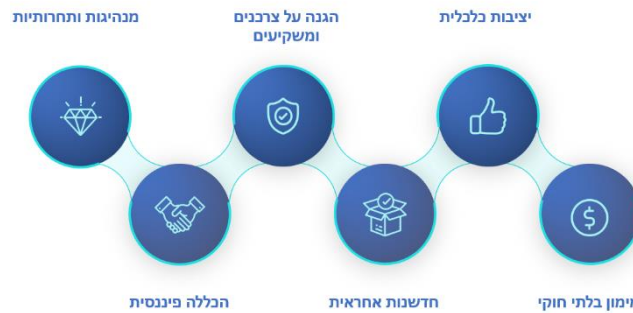 יציבות כלכלית
הגנה על צרכנים
ומשקיעים
מנהיגות ותחרותיות
בלתי חוקי
חדשנות אחראית
הכללה פיננסית